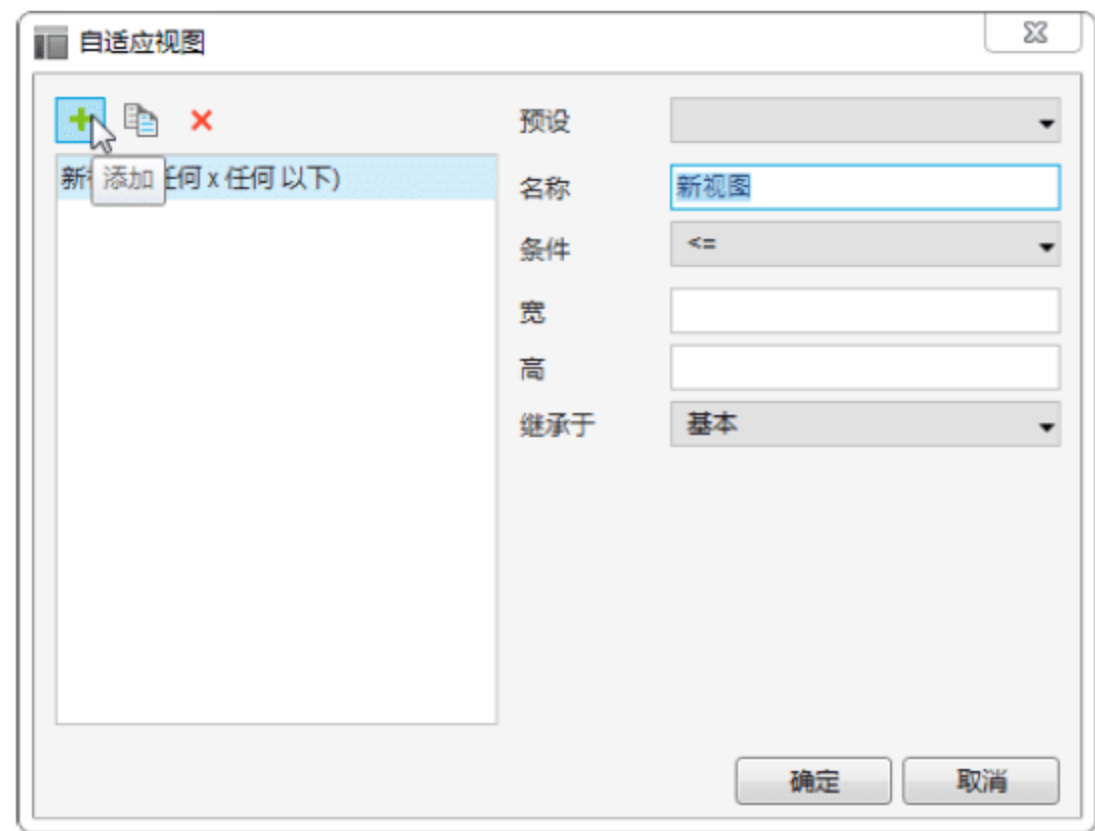 自适应视图
预设
添加
任何 x 任何 以下)
名称
新视图
条件
<=
宽
高
继承于
基本
确定
取消